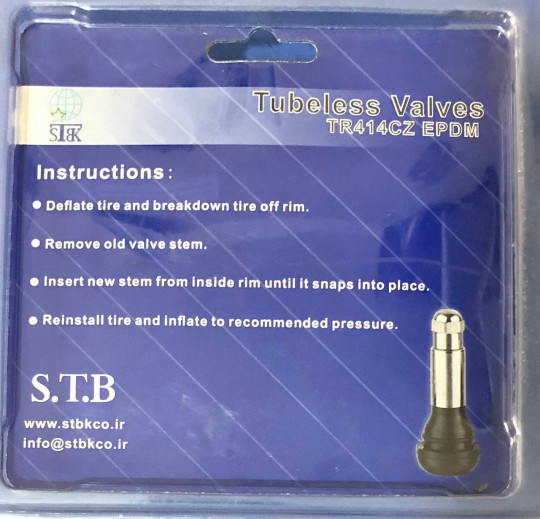 Tubeless Valves
TR414CZ EPDM
STBK
Instructions:
● Deflate tire and breakdown tire off rim.
● Remove old valve stem.
● Insert new stem from inside rim until it snaps into place.
● Reinstall tire and inflate to recommended pressure.
S.T.B
www.stbkco.ir
info@stbkco.ir